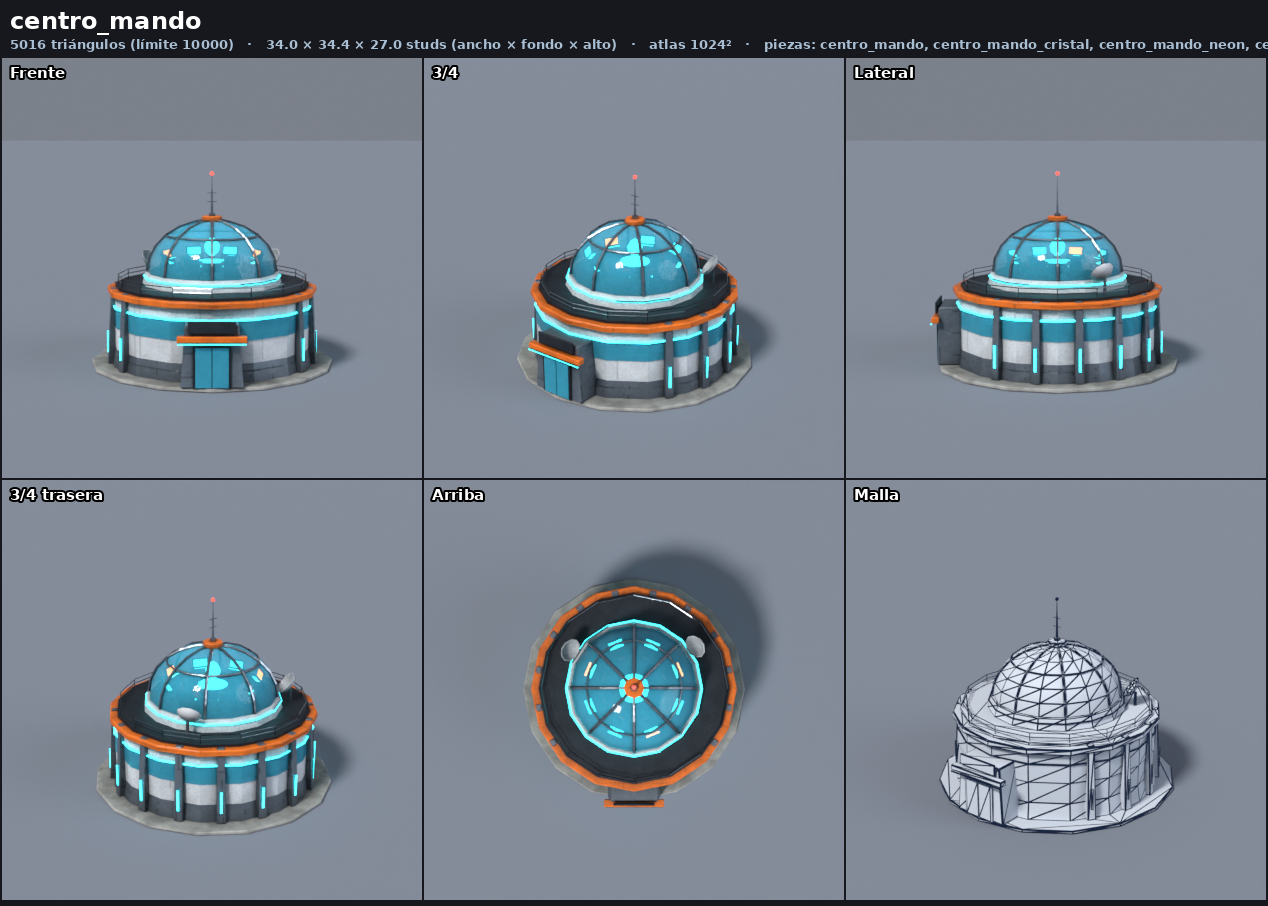 centro_mando
5016 triángulos (límite 10000) · 34.0 × 34.4 × 27.0 studs (ancho × fondo × alto) · atlas 1024² · piezas: centro_mando, centro_mando_cristal, centro_mando_neon, ce
Frente
3/4
Lateral
3/4 trasera
Arriba
Malla